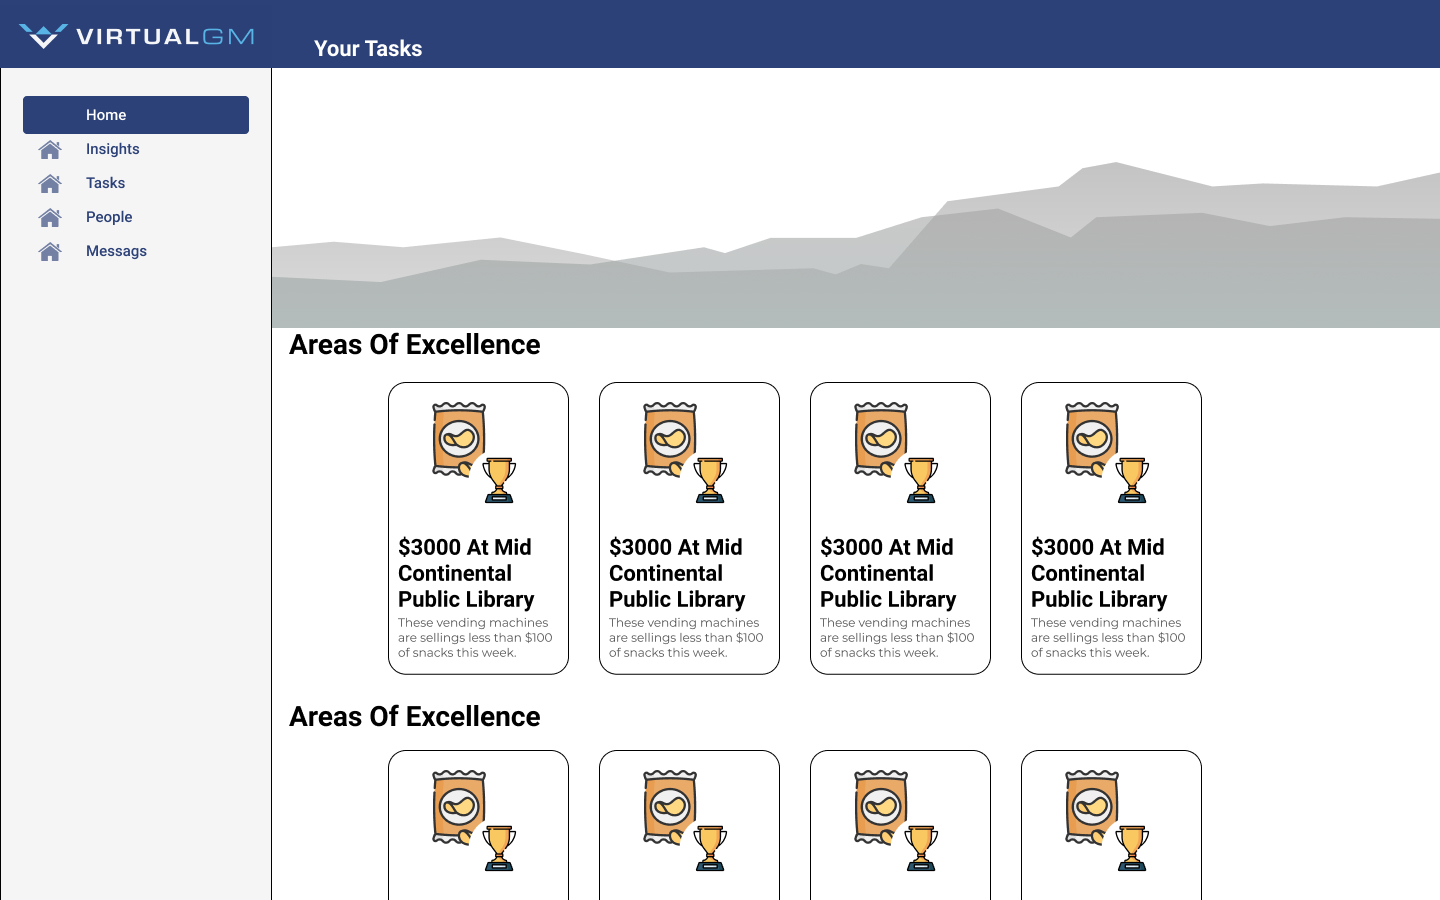 VIRTUALGM
Your Tasks
Home
Insights
Tasks
People
Messags
Areas Of Excellence
$3000 At Mid
Continental
Public Library
These vending machines
are sellings less than $100
of snacks this week.
$3000 At Mid
Continental
Public Library
These vending machines
are sellings less than $100
of snacks this week.
$3000 At Mid
Continental
Public Library
These vending machines
are sellings less than $100
of snacks this week.
$3000 At Mid
Continental
Public Library
These vending machines
are sellings less than $100
of snacks this week.
Areas Of Excellence